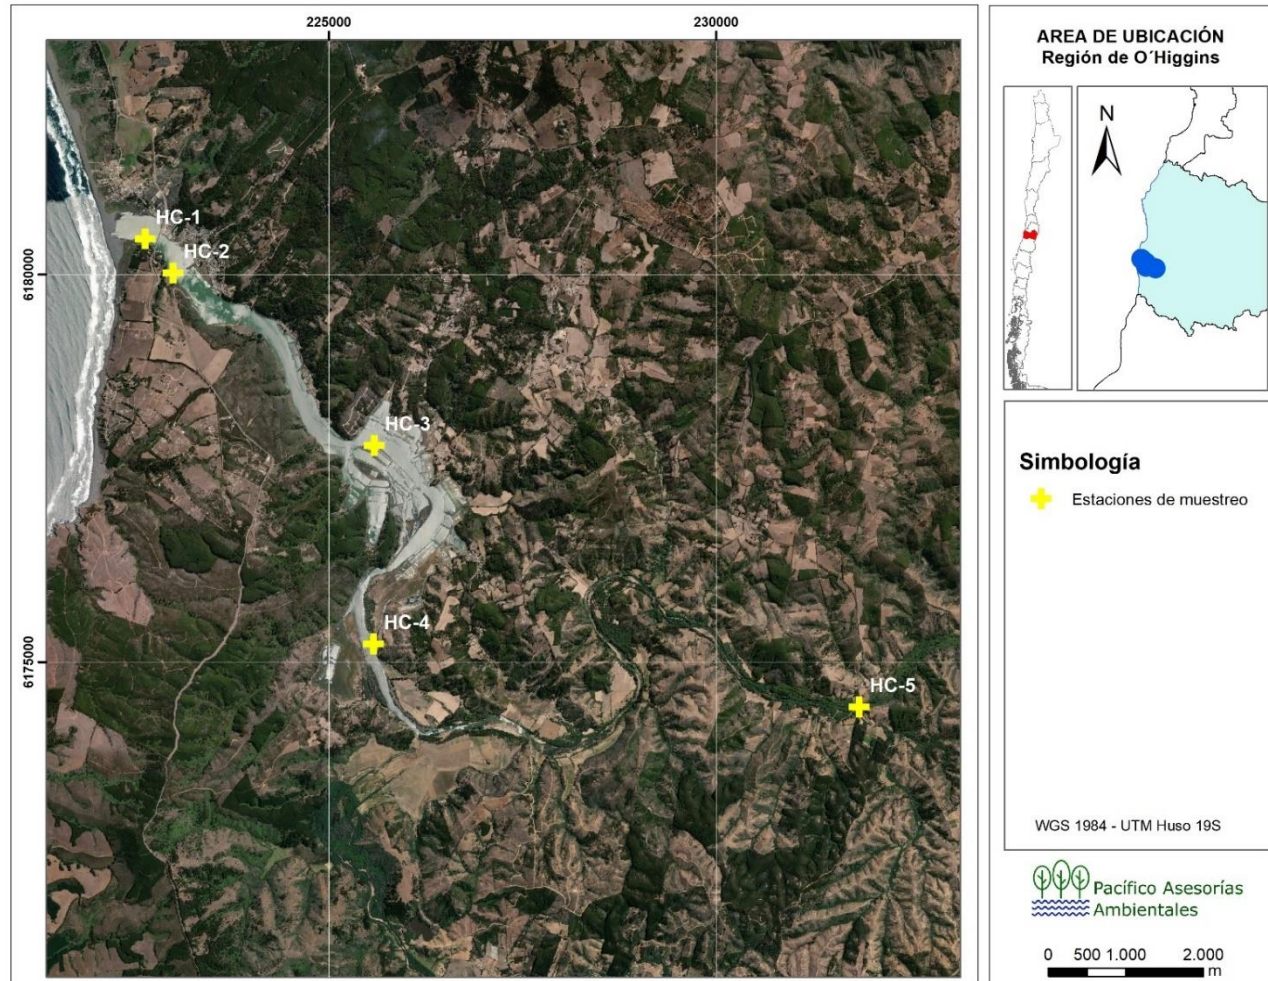 225000
230000
6180000
6175000
HC-1
HC-2
HC-3
HC-4
HC-5
AREA DE UBICACIÓN
Región de O´Higgins
N
Simbología
Estaciones de muestreo
WGS 1984 - UTM Huso 19S
Pacífico Asesorías
Ambientales
0 500 1.000 2.000
m